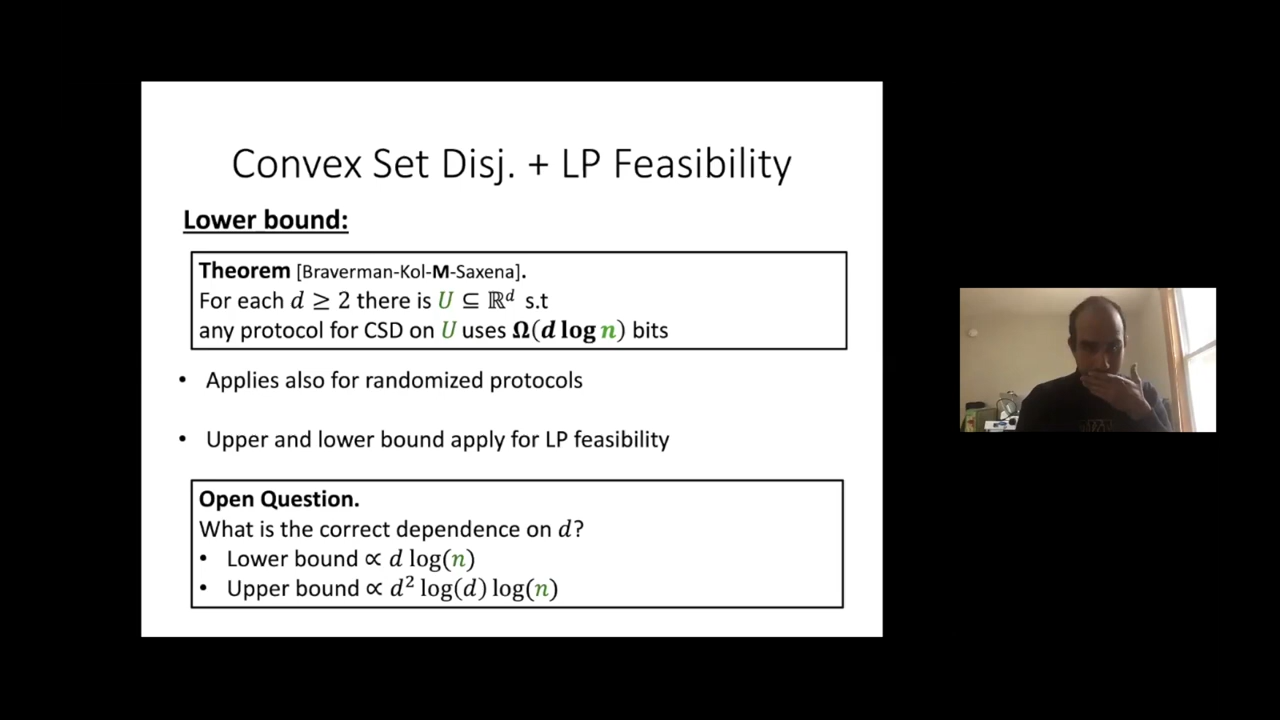 Convex Set Disj. + LP Feasibility
Lower bound:
Theorem [Braverman-Kol-M-Saxena].
For each d ≥ 2 there is U ⊆ ℝᵈ s.t
any protocol for CSD on U uses Ω(d log n) bits
• Applies also for randomized protocols
• Upper and lower bound apply for LP feasibility
Open Question.
What is the correct dependence on d?
• Lower bound ∝ d log(n)
• Upper bound ∝ d² log(d) log(n)